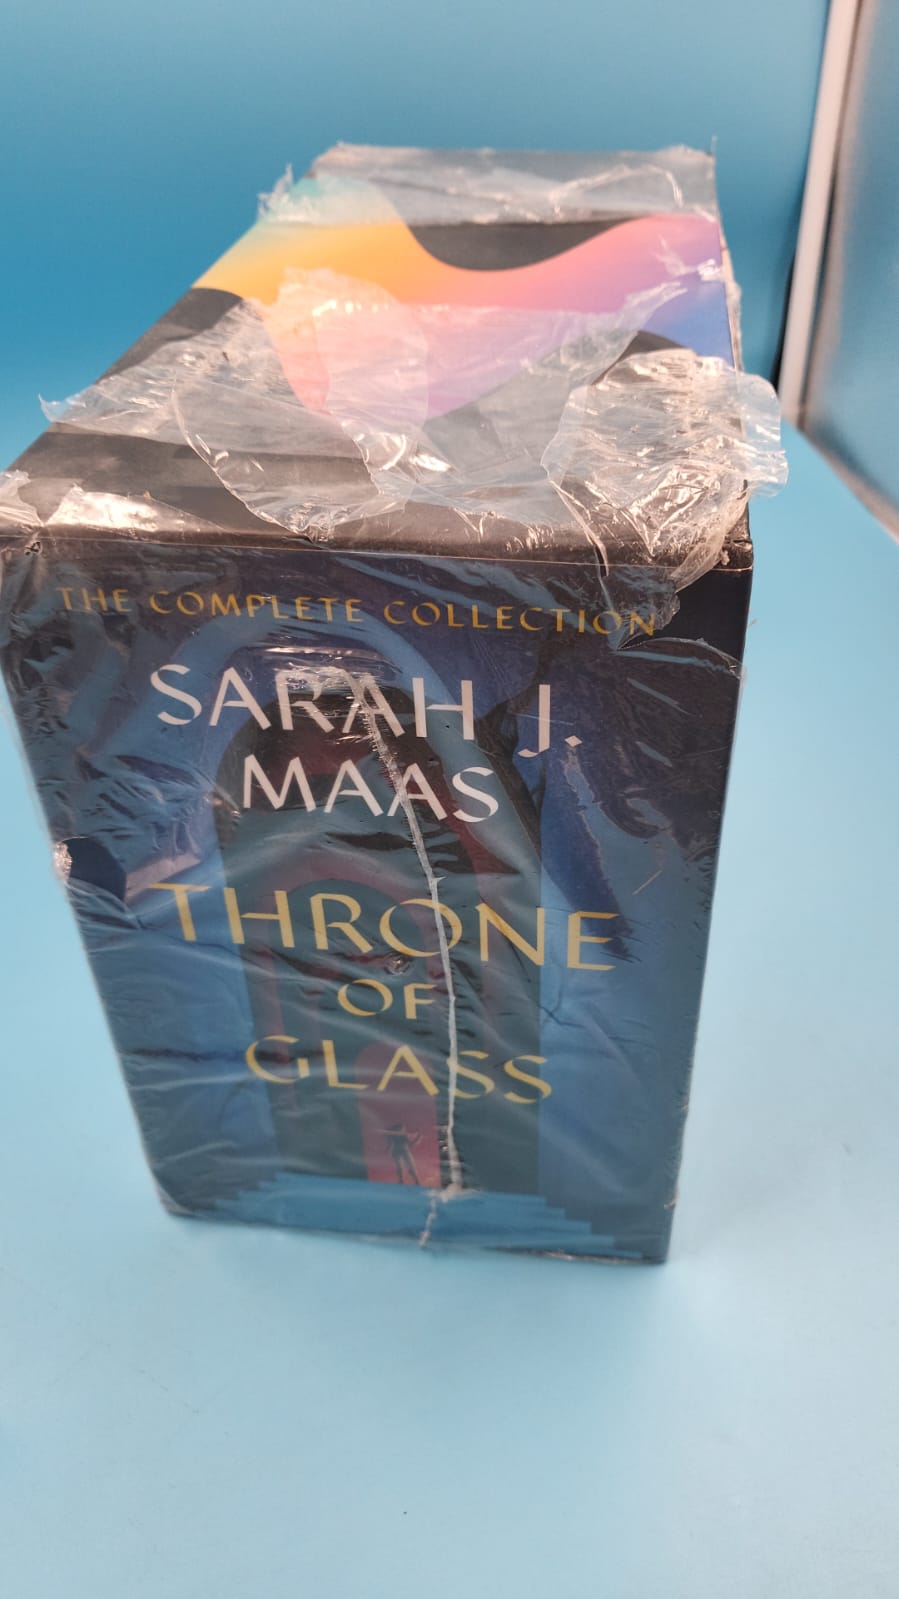 THE COMPLETE COLLECTION
SARAH J.
MAAS
THRONE
OF
GLASS